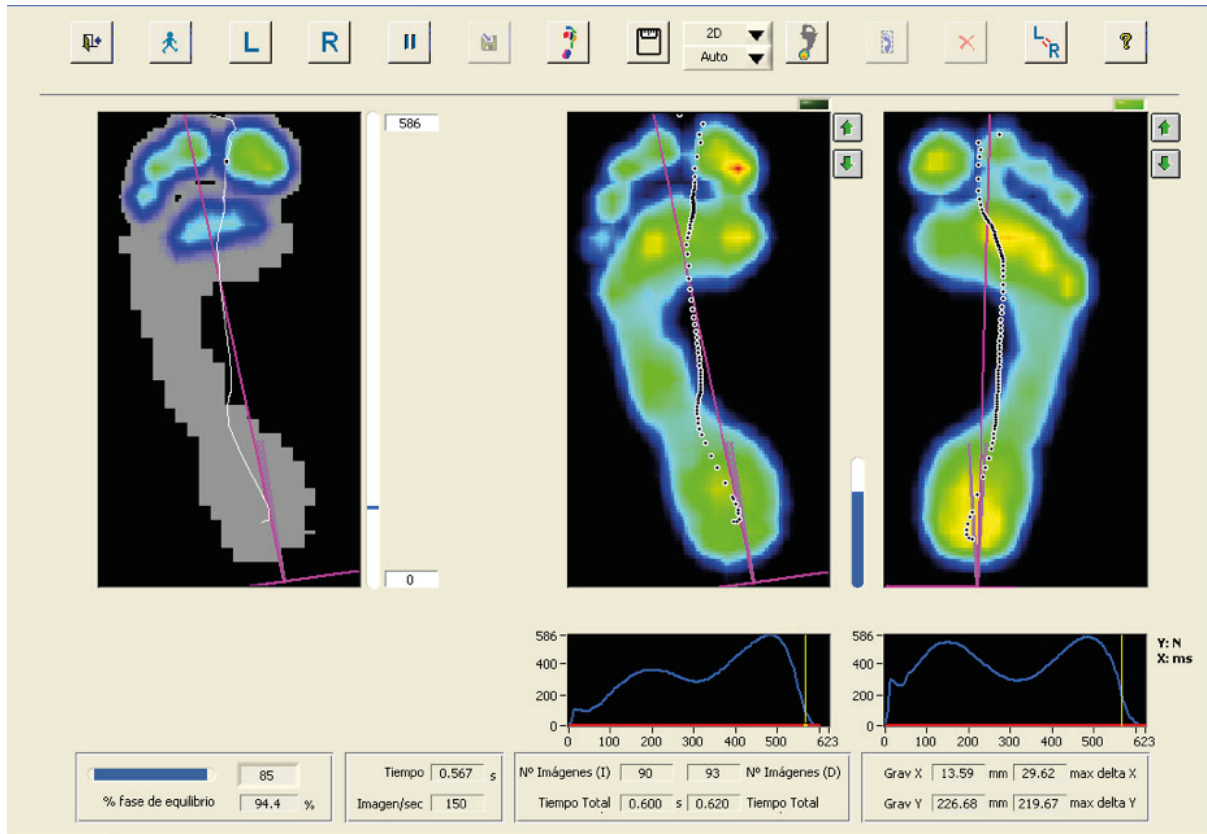 L R 2D
Auto
L R
?
586
0
586
400
200
0
0 100 200 300 400 500 623
586
400
200
0
0 100 200 300 400 500 623
Y: N
X: ms
85
% fase de equilibrio 94.4 %
Tiempo 0.567 s
Imagen/sec 150
Nº Imágenes (I) 90 93 Nº Imágenes (D)
Tiempo Total 0.600 s 0.620 Tiempo Total
Grav X 13.59 mm 29.62 max delta X
Grav Y 226.68 mm 219.67 max delta Y